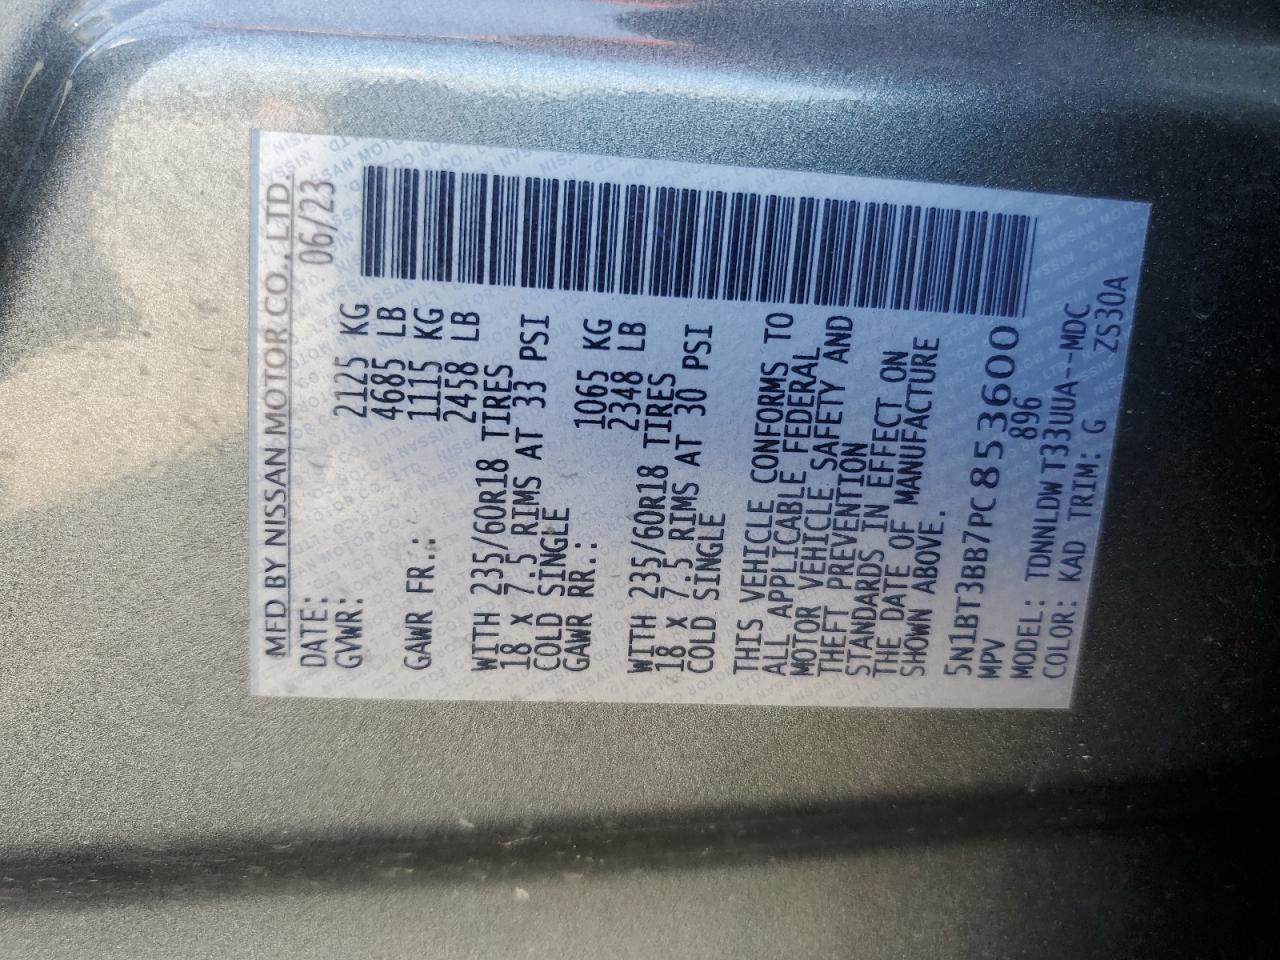 MFD BY NISSAN MOTOR CO., LTD.
DATE: 06/23
GVWR: 2125 KG
4685 LB
GAWR FR.: 1115 KG
2458 LB
WITH 235/60R18 TIRES
18 X 7.5 RIMS AT 33 PSI
COLD SINGLE
GAWR RR.: 1065 KG
2348 LB
WITH 235/60R18 TIRES
18 X 7.5 RIMS AT 30 PSI
COLD SINGLE
THIS VEHICLE CONFORMS TO
ALL APPLICABLE FEDERAL
MOTOR VEHICLE SAFETY AND
THEFT PREVENTION
STANDARDS IN EFFECT ON
THE DATE OF MANUFACTURE
SHOWN ABOVE.
5N1BT3BB7PC853600
MPV 896
MODEL: TDNNLDWT33UUA--MDC
COLOR: KAD TRIM: G ZS30A